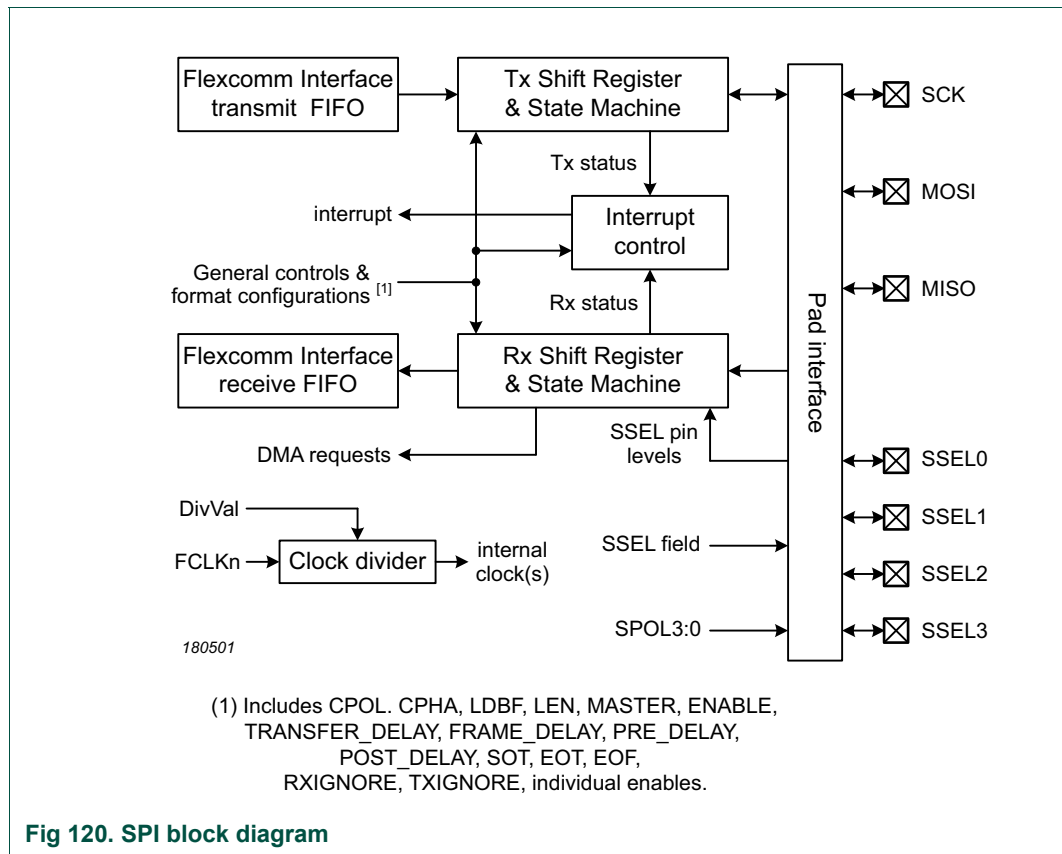 Flexcomm Interface
transmit FIFO
Tx Shift Register
& State Machine
SCK
Tx status
MOSI
interrupt
Interrupt
control
General controls &
format configurations [1]
Rx status
MISO
Pad interface
Flexcomm Interface
receive FIFO
Rx Shift Register
& State Machine
SSEL pin
levels
DMA requests
SSEL0
DivVal
SSEL1
FCLKn
Clock divider
internal
clock(s)
SSEL field
SSEL2
SPOL3:0
SSEL3
180501
(1) Includes CPOL. CPHA, LDBF, LEN, MASTER, ENABLE,
TRANSFER_DELAY, FRAME_DELAY, PRE_DELAY,
POST_DELAY, SOT, EOT, EOF,
RXIGNORE, TXIGNORE, individual enables.
Fig 120. SPI block diagram